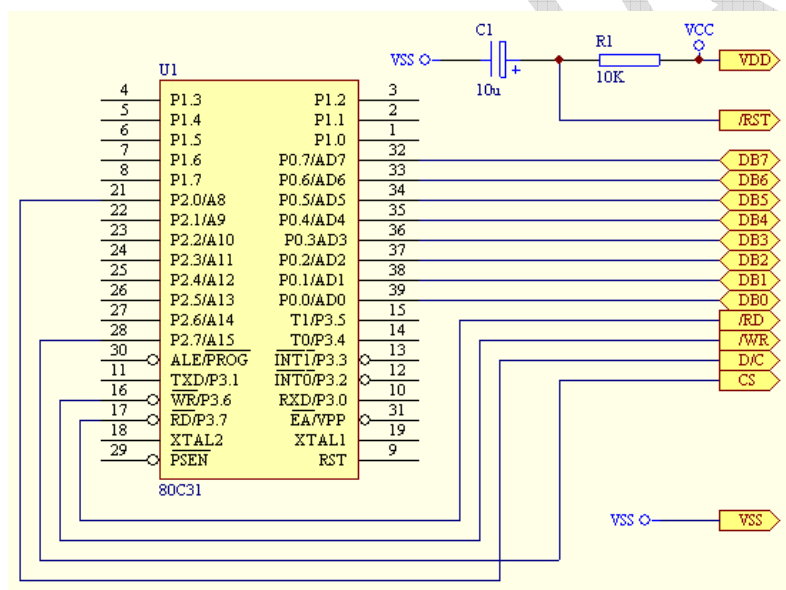 C1
R1
VCC
VSS
+
VDD
10u
10K
/RST
U1
4 P1.3 P1.2 3
5 P1.4 P1.1 2
6 P1.5 P1.0 1
7 P1.6 P0.7/AD7 32 DB7
8 P1.7 P0.6/AD6 33 DB6
21 P2.0/A8 P0.5/AD5 34 DB5
22 P2.1/A9 P0.4/AD4 35 DB4
23 P2.2/A10 P0.3AD3 36 DB3
24 P2.3/A11 P0.2/AD2 37 DB2
25 P2.4/A12 P0.1/AD1 38 DB1
26 P2.5/A13 P0.0/AD0 39 DB0
27 P2.6/A14 T1/P3.5 15 /RD
28 P2.7/A15 T0/P3.4 14 /WR
30 ALE/PROG INT1/P3.3 13 D/C
11 TXD/P3.1 INT0/P3.2 12 CS
16 WR/P3.6 RXD/P3.0 10
17 RD/P3.7 EA/VPP 31
18 XTAL2 XTAL1 19
29 PSEN RST 9
80C31
VSS VSS